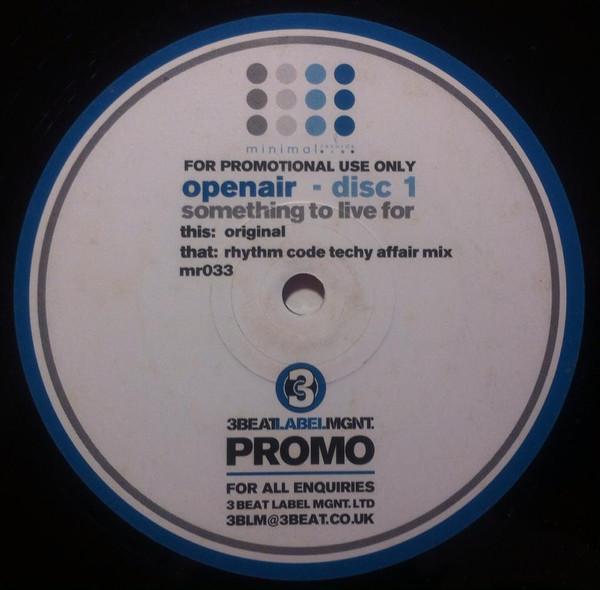 minimal records
FOR PROMOTIONAL USE ONLY
openair - disc 1
something to live for
this: original
that: rhythm code techy affair mix
mr033
3
3BEATLABELMGNT.
PROMO
FOR ALL ENQUIRIES
3 BEAT LABEL MGNT. LTD
3BLM@3BEAT.CO.UK